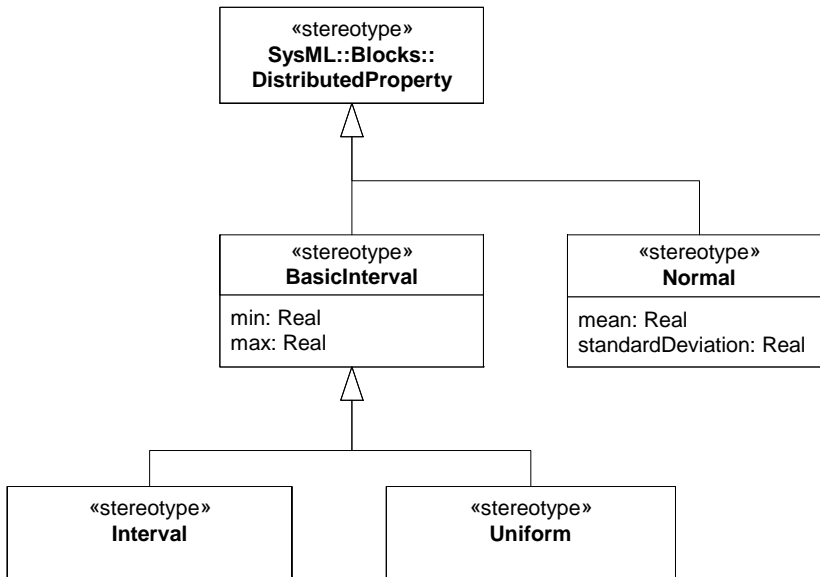 «stereotype»
SysML::Blocks::
DistributedProperty
«stereotype»
BasicInterval
min: Real
max: Real
«stereotype»
Normal
mean: Real
standardDeviation: Real
«stereotype»
Interval
«stereotype»
Uniform